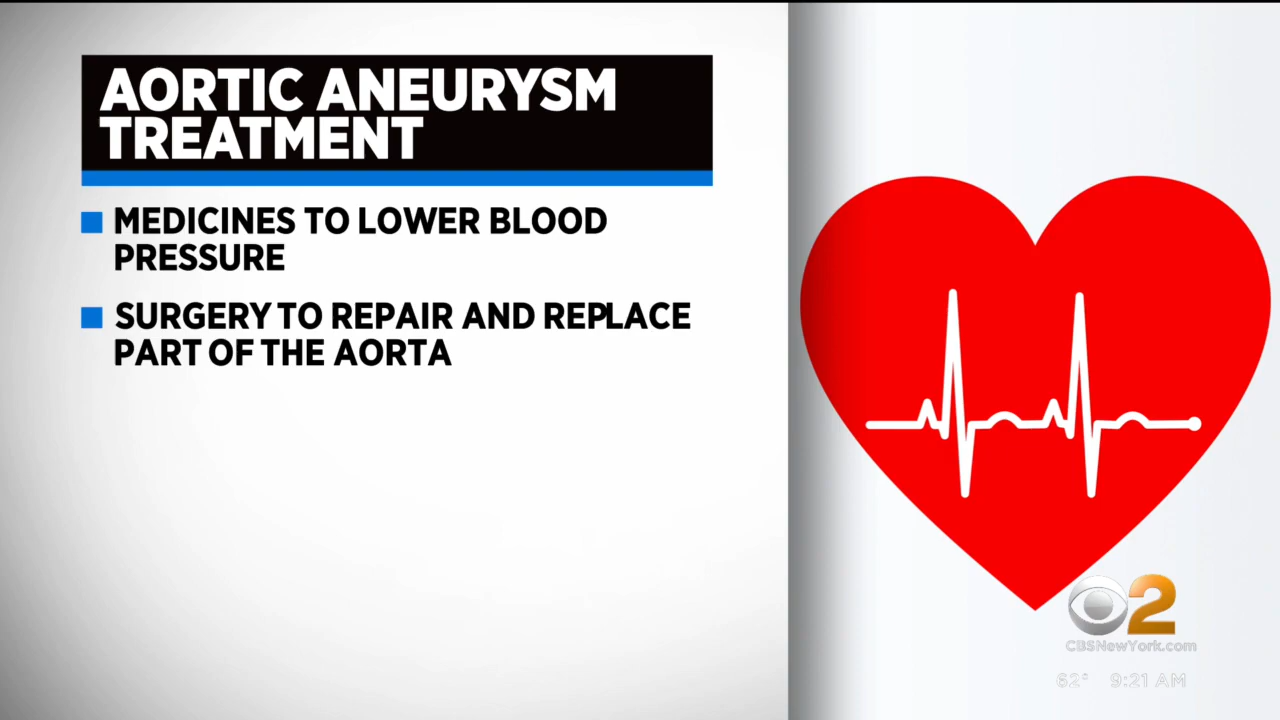 AORTIC ANEURYSM
TREATMENT
MEDICINES TO LOWER BLOOD
PRESSURE
SURGERY TO REPAIR AND REPLACE
PART OF THE AORTA
2
CBSNewYork.com
62° 9:21 AM